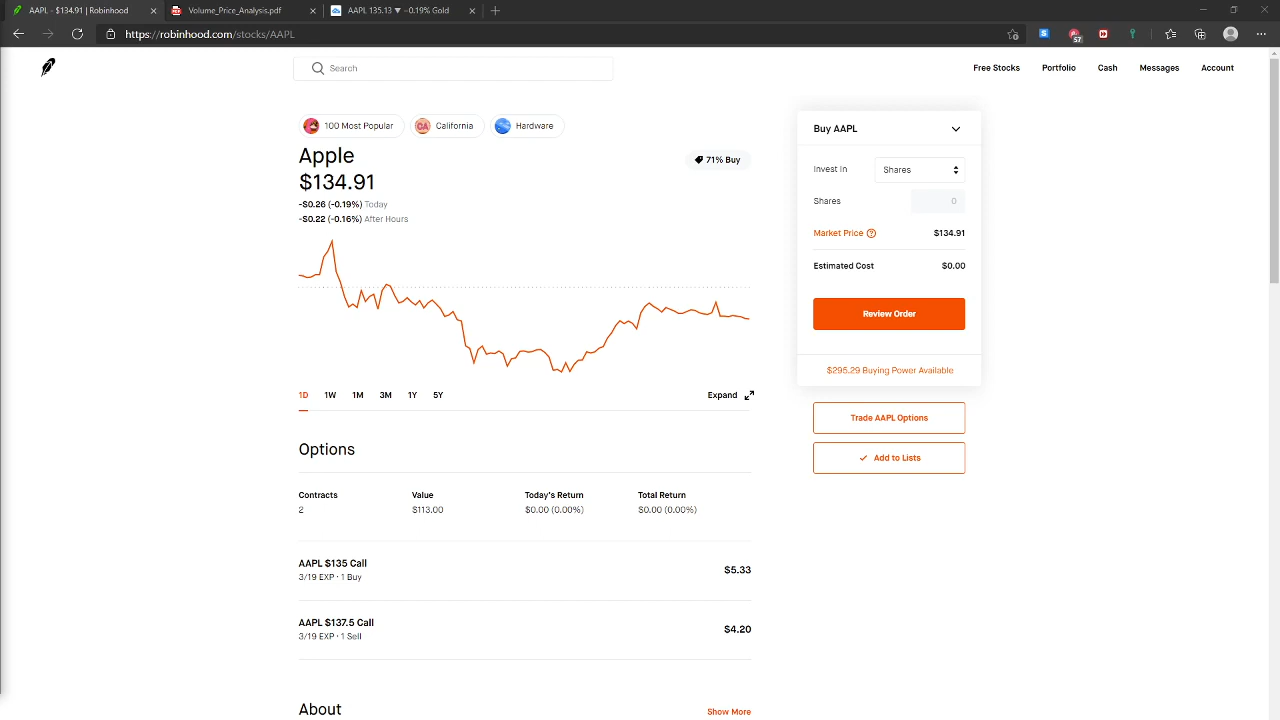 AAPL - $134.91 | Robinhood
Volume_Price_Analysis.pdf
AAPL 135.13 ▼ −0.19% Gold
https://robinhood.com/stocks/AAPL
57
Search
Free Stocks
Portfolio
Cash
Messages
Account
100 Most Popular
CA California
Hardware
Apple
$134.91
71% Buy
-$0.26 (-0.19%) Today
-$0.22 (-0.16%) After Hours
1D 1W 1M 3M 1Y 5Y
Expand
Buy AAPL
Invest In Shares
Shares 0
Market Price $134.91
Estimated Cost $0.00
Review Order
$295.29 Buying Power Available
Trade AAPL Options
Add to Lists
Options
Contracts Value Today's Return Total Return
2 $113.00 $0.00 (0.00%) $0.00 (0.00%)
AAPL $135 Call
3/19 EXP · 1 Buy
$5.33
AAPL $137.5 Call
3/19 EXP · 1 Sell
$4.20
About
Show More